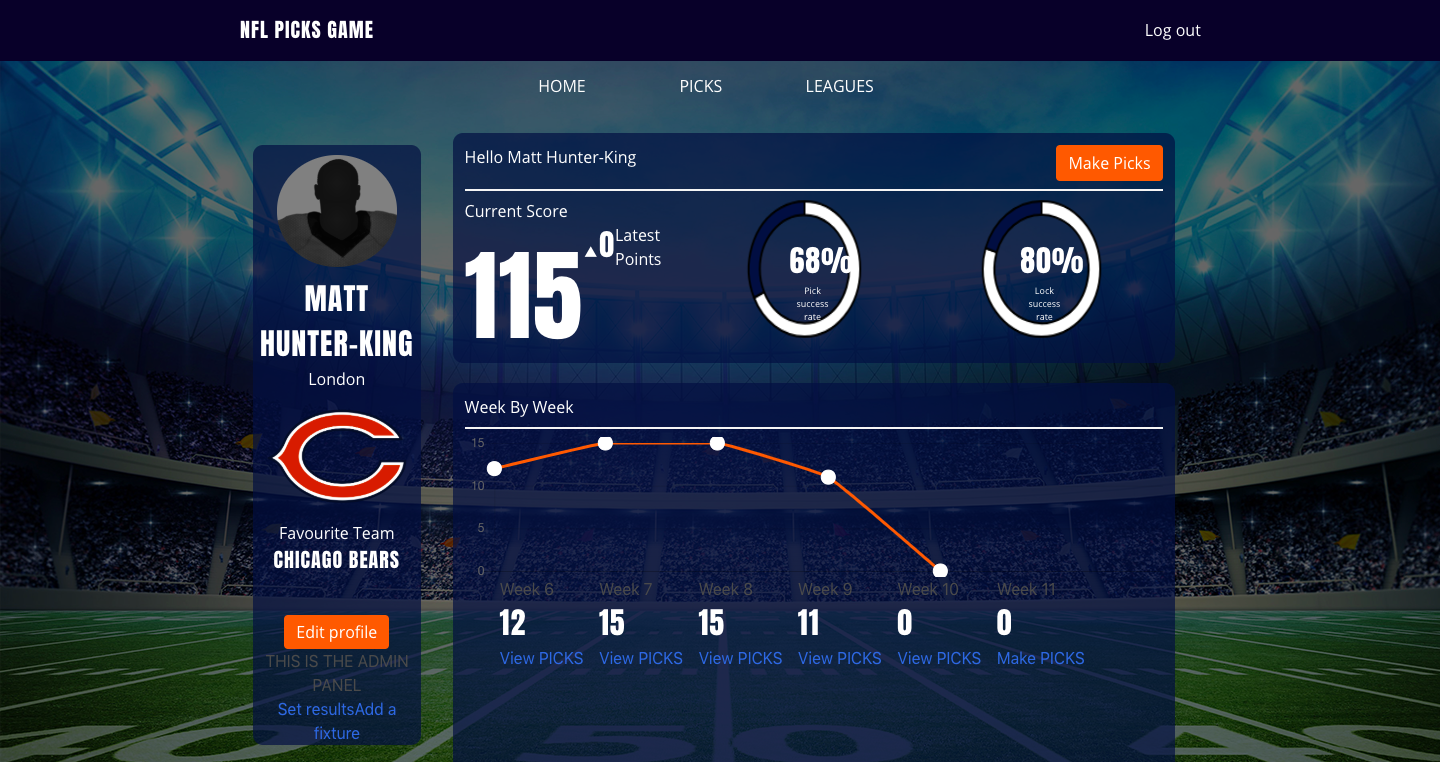 NFL PICKS GAME
Log out
HOME
PICKS
LEAGUES
MATT
HUNTER-KING
London
Favourite Team
CHICAGO BEARS
Edit profile
THIS IS THE ADMIN
PANEL
Set resultsAdd a
fixture
Hello Matt Hunter-King
Make Picks
Current Score
115
▲0
Latest
Points
68%
Pick
success
rate
80%
Lock
success
rate
Week By Week
15
10
5
0
Week 6
Week 7
Week 8
Week 9
Week 10
Week 11
12
15
15
11
0
0
View PICKS
View PICKS
View PICKS
View PICKS
View PICKS
Make PICKS
50